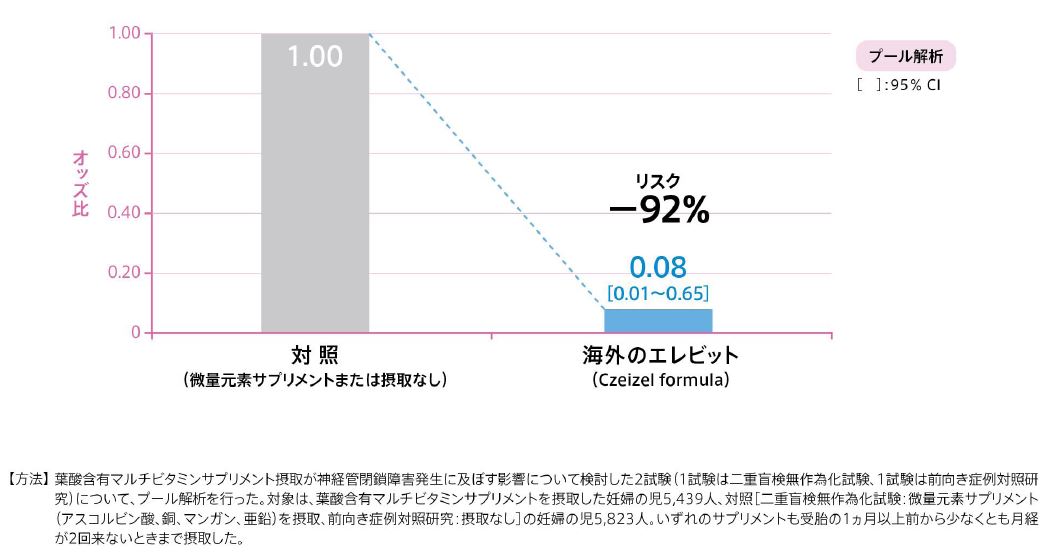 1.00
0.80
0.60
0.40
0.20
0
オッズ比
1.00
リスク
−92%
0.08
[0.01〜0.65]
プール解析
[ ]:95% CI
対 照
(微量元素サプリメントまたは摂取なし)
海外のエレビット
(Czeizel formula)
【方法】葉酸含有マルチビタミンサプリメント摂取が神経管閉鎖障害発生に及ぼす影響について検討した2試験(1試験は二重盲検無作為化試験、1試験は前向き症例対照研
究)について、プール解析を行った。対象は、葉酸含有マルチビタミンサプリメントを摂取した妊婦の児5,439人、対照[二重盲検無作為化試験:微量元素サプリメント
(アスコルビン酸、銅、マンガン、亜鉛)を摂取、前向き症例対照研究:摂取なし]の妊婦の児5,823人。いずれのサプリメントも受胎の1ヵ月以上前から少なくとも月経
が2回来ないときまで摂取した。